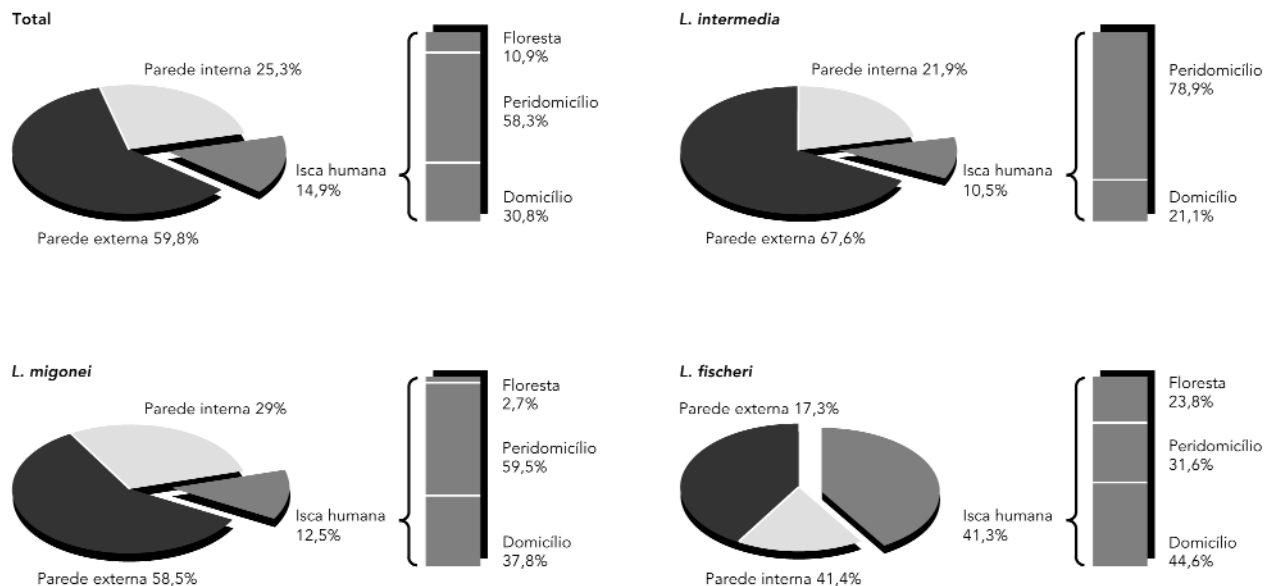 Total
Parede interna 25,3%
Isca humana
14,9%
Parede externa 59,8%
Floresta
10,9%
Peridomicílio
58,3%
Domicílio
30,8%
L. intermedia
Parede interna 21,9%
Isca humana
10,5%
Parede externa 67,6%
Peridomicílio
78,9%
Domicílio
21,1%
L. migonei
Parede interna 29%
Isca humana
12,5%
Parede externa 58,5%
Floresta
2,7%
Peridomicílio
59,5%
Domicílio
37,8%
L. fischeri
Parede externa 17,3%
Isca humana
41,3%
Parede interna 41,4%
Floresta
23,8%
Peridomicílio
31,6%
Domicílio
44,6%